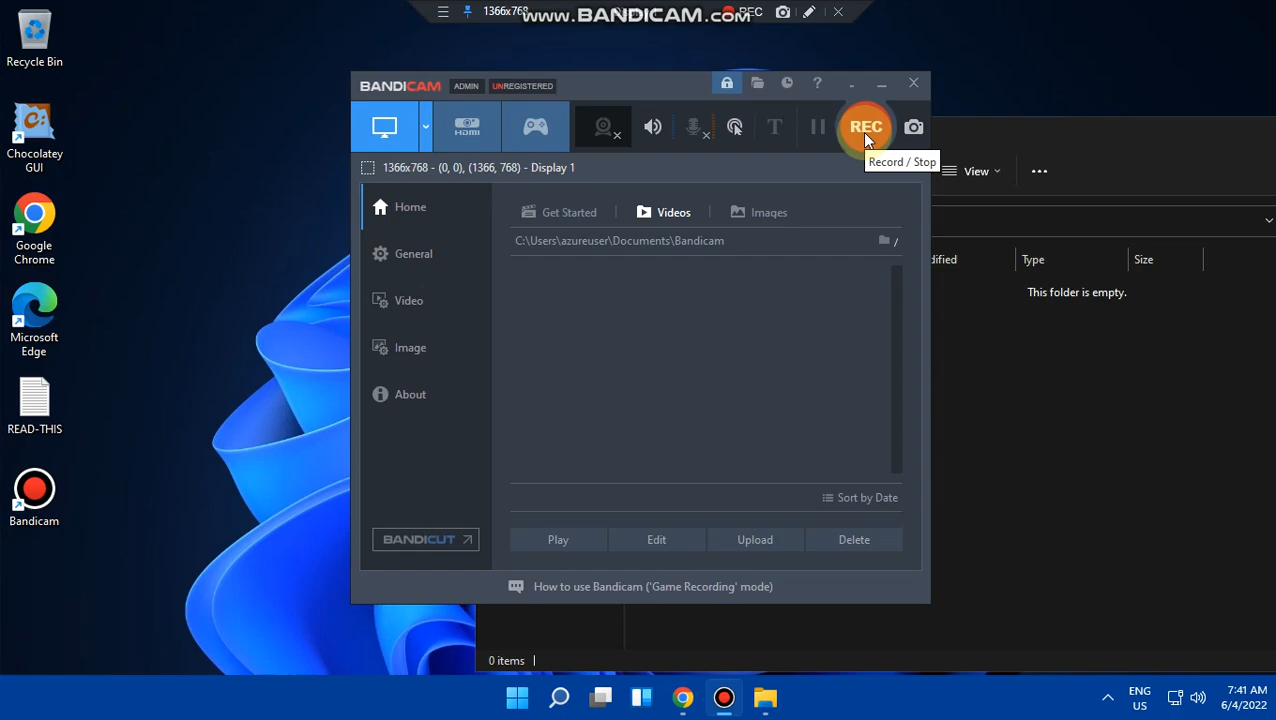 1366x768
www.BANDICAM.com
REC
Recycle Bin
Chocolatey GUI
Google Chrome
Microsoft Edge
READ-THIS
Bandicam
BANDICAM ADMIN UNREGISTERED
?
HDMI
T
REC
Record / Stop
1366x768 - (0, 0), (1366, 768) - Display 1
Home
General
Video
Image
About
BANDICUT
Get Started
Videos
Images
C:\Users\azureuser\Documents\Bandicam
/
Sort by Date
Play
Edit
Upload
Delete
How to use Bandicam ('Game Recording' mode)
View
dified
Type
Size
This folder is empty.
0 items
ENG
US
7:41 AM
6/4/2022